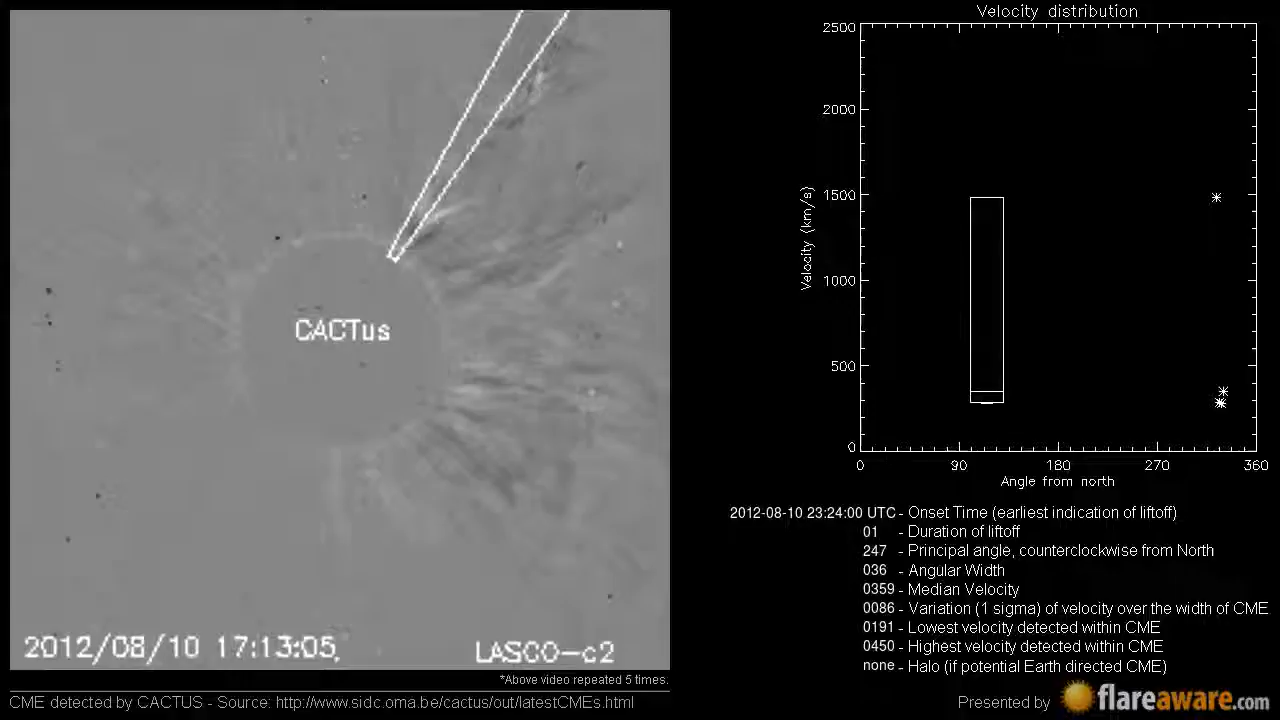 CACTus
2012/08/10 17:13:05.
LASCO-c2
*Above video repeated 5 times.
CME detected by CACTUS - Source: http://www.sidc.oma.be/cactus/out/latestCMEs.html
Velocity distribution
2500
2000
1500
1000
500
0
Velocity (km/s)
0 90 180 270 360
Angle from north
2012-08-10 23:24:00 UTC - Onset Time (earliest indication of liftoff)
01 - Duration of liftoff
247 - Principal angle, counterclockwise from North
036 - Angular Width
0359 - Median Velocity
0086 - Variation (1 sigma) of velocity over the width of CME
0191 - Lowest velocity detected within CME
0450 - Highest velocity detected within CME
none - Halo (if potential Earth directed CME)
Presented by flareaware.com